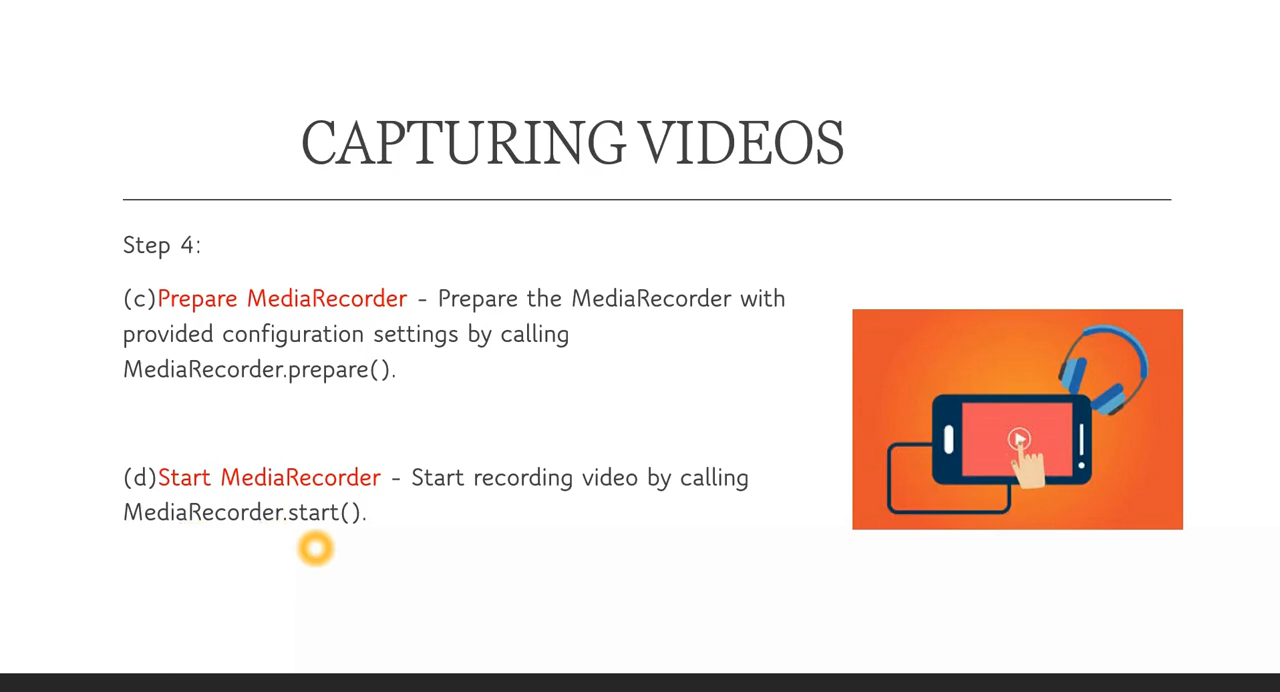 CAPTURING VIDEOS
Step 4:
(c)Prepare MediaRecorder - Prepare the MediaRecorder with
provided configuration settings by calling
MediaRecorder.prepare().
(d)Start MediaRecorder - Start recording video by calling
MediaRecorder.start().